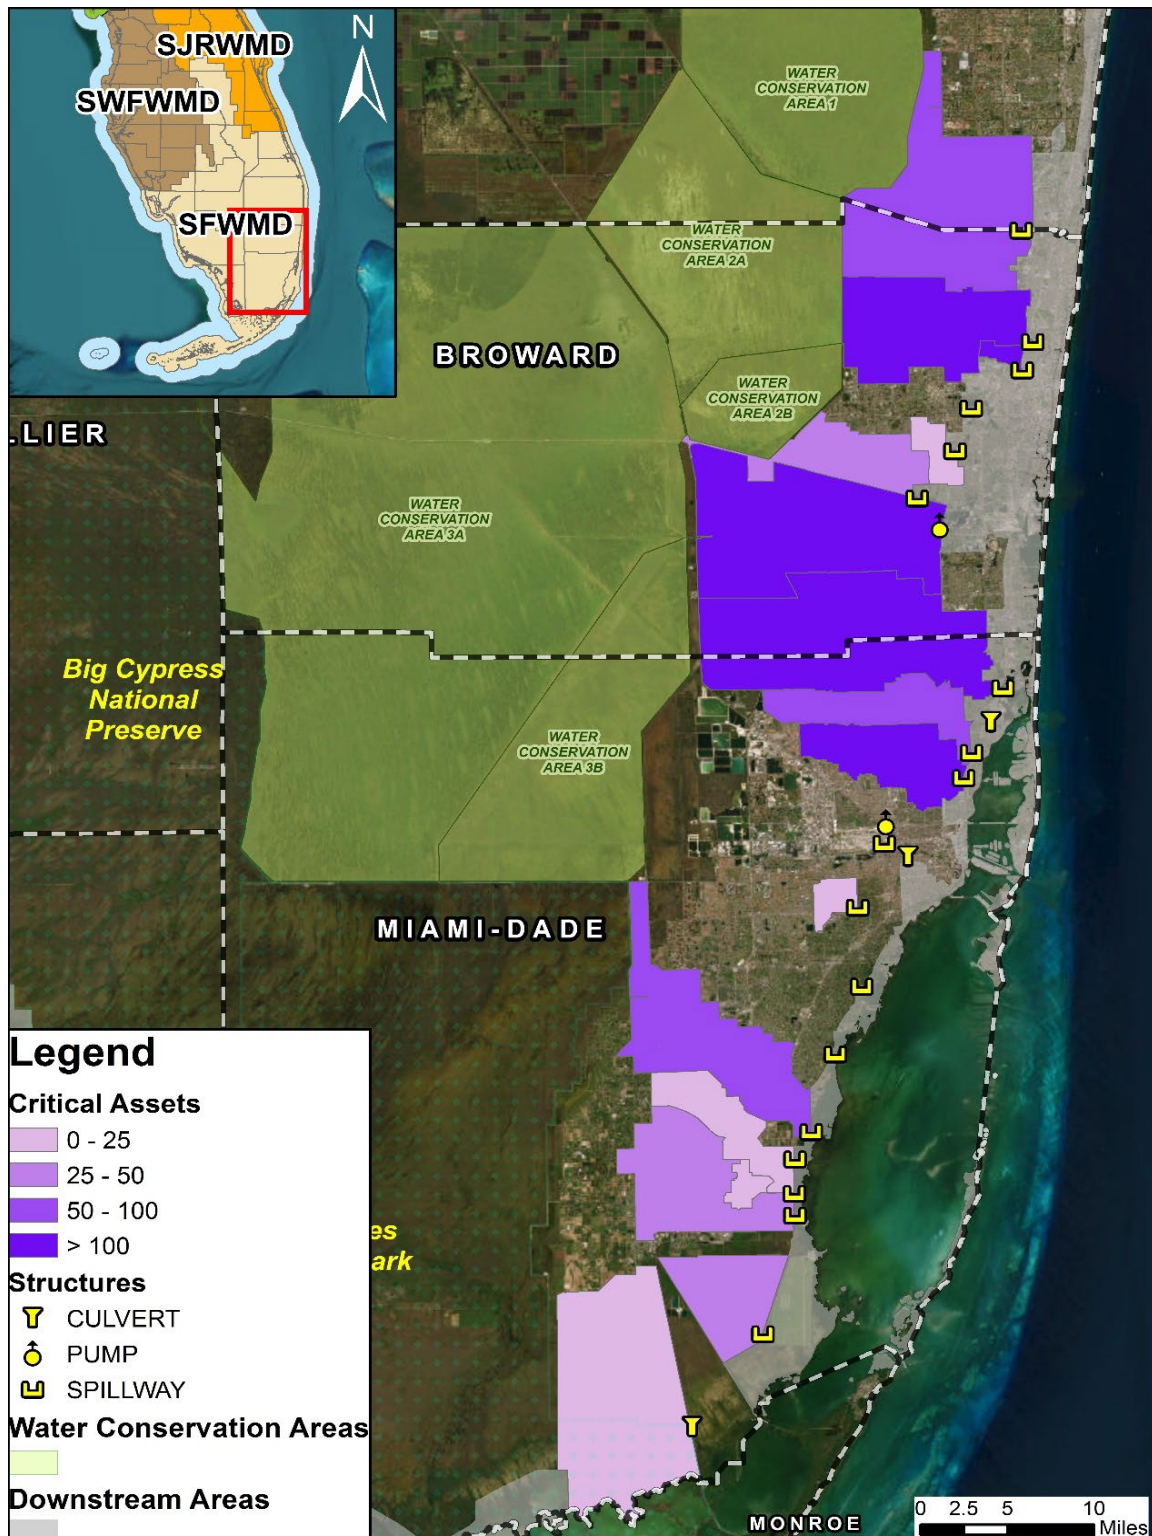 SJRWMD
SWFWMD
SFWMD
N
WATER
CONSERVATION
AREA 1
WATER
CONSERVATION
AREA 2A
BROWARD
WATER
CONSERVATION
AREA 2B
LLIER
WATER
CONSERVATION
AREA 3A
Big Cypress
National
Preserve
WATER
CONSERVATION
AREA 3B
MIAMI-DADE
es
ark
Legend
Critical Assets
0 - 25
25 - 50
50 - 100
> 100
Structures
CULVERT
PUMP
SPILLWAY
Water Conservation Areas
Downstream Areas
MONROE
0 2.5 5 10
Miles